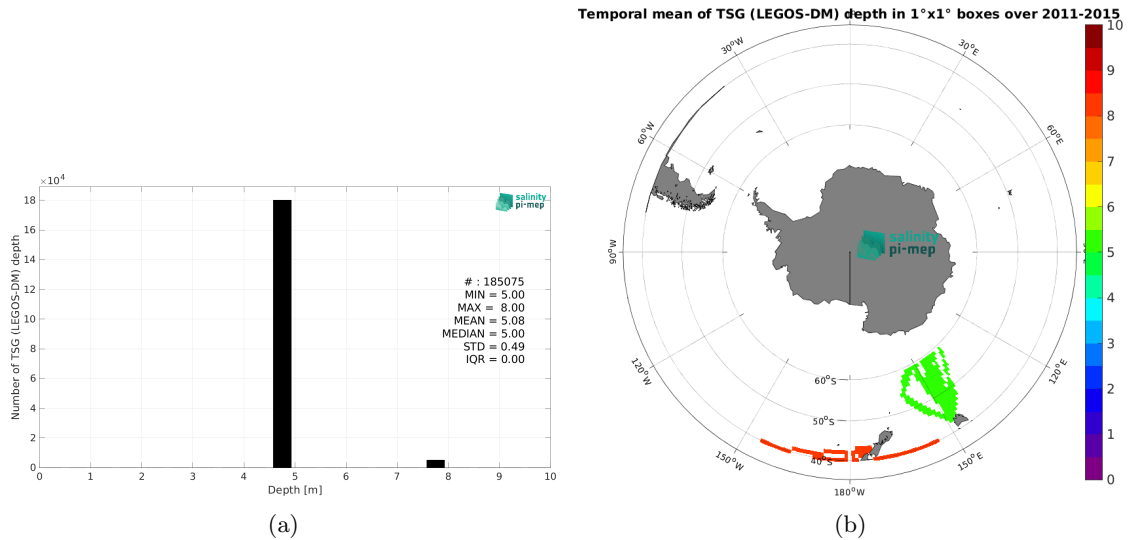 ×10⁴
18
16
14
12
10
8
6
4
2
0
Number of TSG (LEGOS-DM) depth
salinity
pi-mep
# : 185075
MIN = 5.00
MAX = 8.00
MEAN = 5.08
MEDIAN = 5.00
STD = 0.49
IQR = 0.00
0 1 2 3 4 5 6 7 8 9 10
Depth [m]
(a)
Temporal mean of TSG (LEGOS-DM) depth in 1°x1° boxes over 2011-2015
30°W
30°E
60°W
60°E
90°W
salinity
pi-mep
120°W
120°E
60°S
50°S
40°S
150°W
150°E
180°W
10
9
8
7
6
5
4
3
2
1
0
(b)